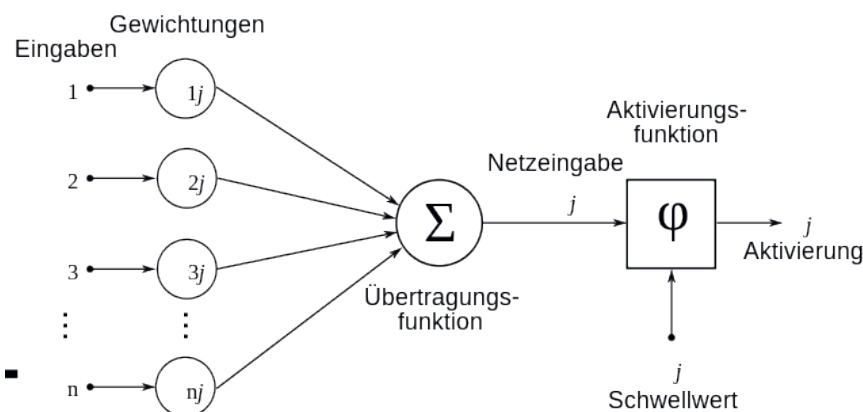 Gewichtungen
Eingaben
1
1j
2
2j
3
3j
n
nj
Σ
Übertragungs-
funktion
Netzeingabe
j
Aktivierungs-
funktion
φ
j
Aktivierung
j
Schwellwert